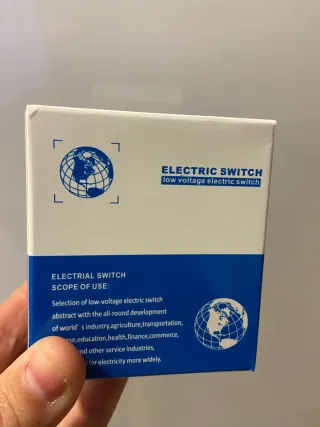 ELECTRIC SWITCH
low voltage electric switch
ELECTRIAL SWITCH
SCOPE OF USE:
Selection of low-voltage electric switch
abstract with the all-round development
of world's industry,agriculture,transportation,
,education,health,finance,commerce,
and other service industries,
for electricity more widely.